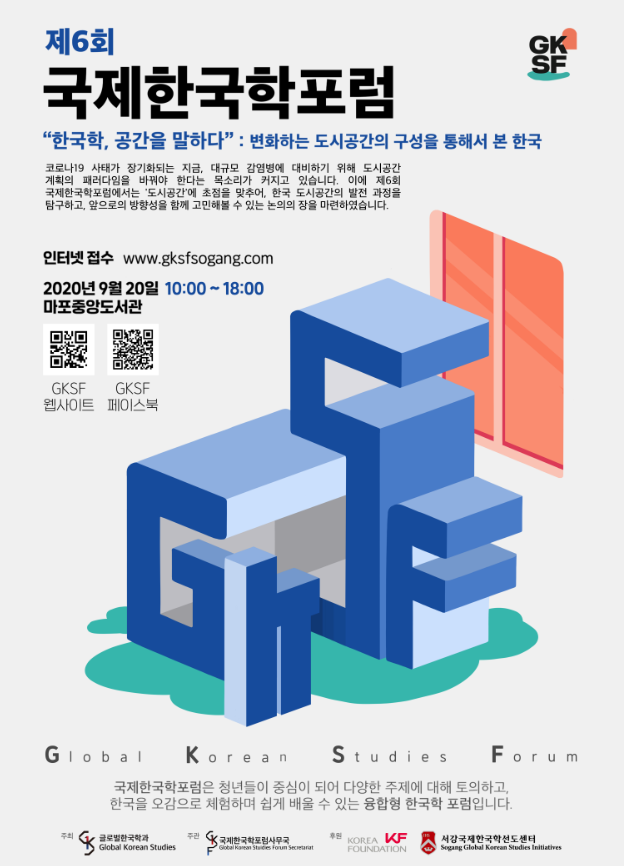 제6회
국제한국학포럼
“한국학, 공간을 말하다” : 변화하는 도시공간의 구성을 통해서 본 한국
코로나19 사태가 장기화되는 지금, 대규모 감염병에 대비하기 위해 도시공간
계획의 패러다임을 바꿔야 한다는 목소리가 커지고 있습니다. 이에 제6회
국제한국학포럼에서는 '도시공간'에 초점을 맞추어, 한국 도시공간의 발전 과정을
탐구하고, 앞으로의 방향성을 함께 고민해볼 수 있는 논의의 장을 마련하였습니다.
GK
SF
인터넷 접수 www.gksfsogang.com
2020년 9월 20일 10:00 ~ 18:00
마포중앙도서관
GKSF
웹사이트
GKSF
페이스북
GKSF
Global Korean Studies Forum
국제한국학포럼은 청년들이 중심이 되어 다양한 주제에 대해 토의하고,
한국을 오감으로 체험하며 쉽게 배울 수 있는 융합형 한국학 포럼입니다.
주최 GKS 글로벌한국학과
Global Korean Studies
주관 GKSF 국제한국학포럼사무국
Global Korean Studies Forum Secretariat
후원 KOREA FOUNDATION KF
서강국제한국학선도센터
Sogang Global Korean Studies Initiatives